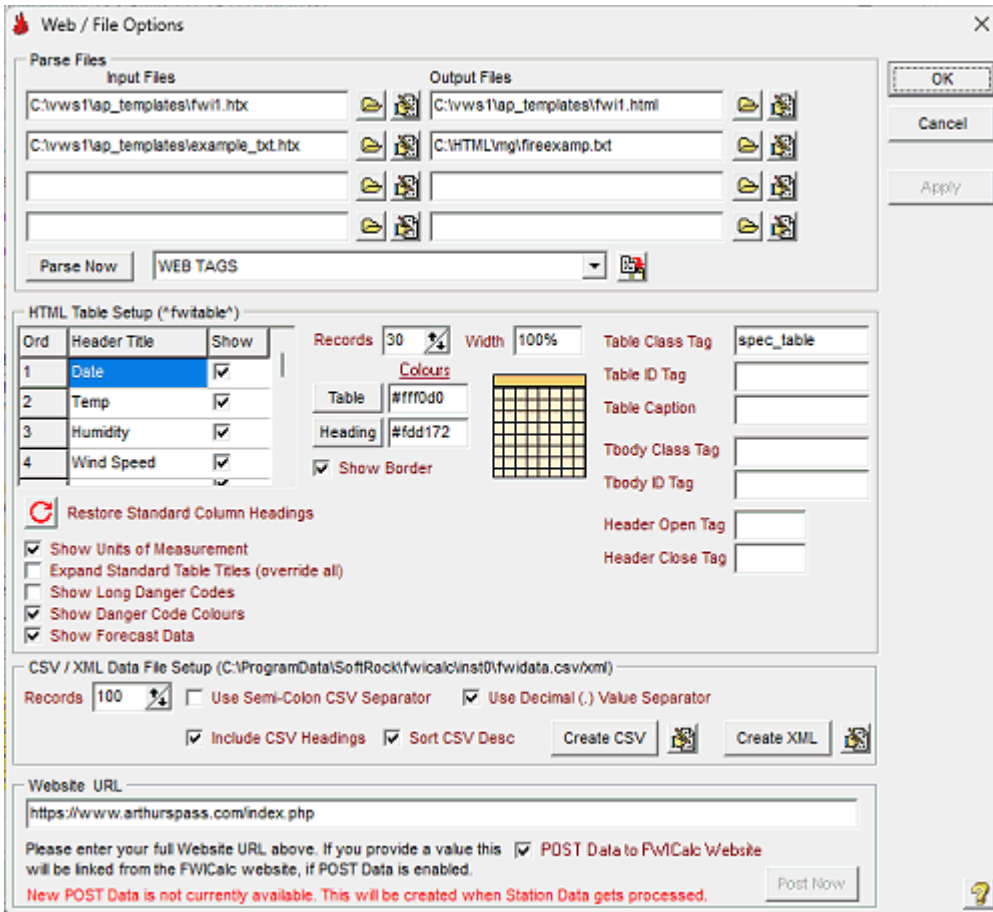 Web / File Options
Parse Files
Input Files
Output Files
OK
C:\vws1\ap_templates\fwi1.htx
C:\vws1\ap_templates\fwi1.html
Cancel
C:\vws1\ap_templates\example_txt.htx
C:\HTML\mg\fireexamp.txt
Apply
Parse Now
WEB TAGS
HTML Table Setup (^fwitable^)
Ord Header Title Show
1 Date
2 Temp
3 Humidity
4 Wind Speed
Records 30 Width 100%
Colours
Table #fff0d0
Heading #fdd172
Show Border
Table Class Tag spec_table
Table ID Tag
Table Caption
Tbody Class Tag
Tbody ID Tag
Header Open Tag
Header Close Tag
Restore Standard Column Headings
Show Units of Measurement
Expand Standard Table Titles (override all)
Show Long Danger Codes
Show Danger Code Colours
Show Forecast Data
CSV / XML Data File Setup (C:\ProgramData\SoftRock\fwicalc\inst0\fwidata.csv/xml)
Records 100 Use Semi-Colon CSV Separator Use Decimal (.) Value Separator
Include CSV Headings Sort CSV Desc Create CSV Create XML
Website URL
https://www.arthurspass.com/index.php
Please enter your full Website URL above. If you provide a value this
will be linked from the FWICalc website, if POST Data is enabled.
POST Data to FWICalc Website
New POST Data is not currently available. This will be created when Station Data gets processed.
Post Now